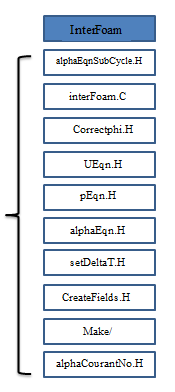 InterFoam
alphaEqnSubCycle.H
interFoam.C
Correctphi.H
UEqn.H
pEqn.H
alphaEqn.H
setDeltaT.H
CreateFields.H
Make/
alphaCourantNo.H